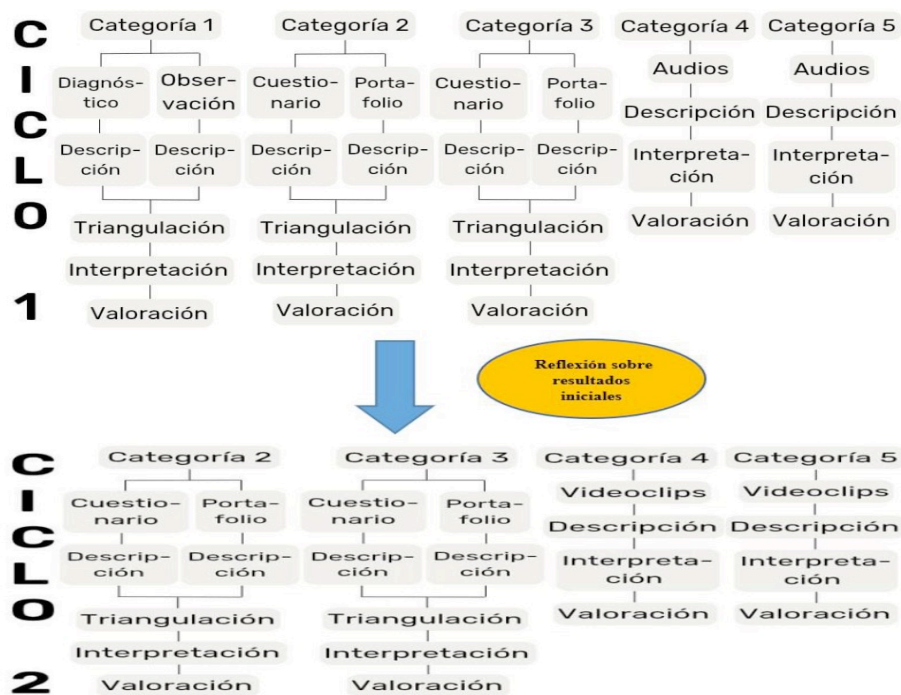 CICLO 1
Categoría 1 Categoría 2 Categoría 3 Categoría 4 Categoría 5
Diagnós-
tico
Obser-
vación
Cuestio-
nario
Porta-
folio
Cuestio-
nario
Porta-
folio
Audios
Audios
Descrip-
ción
Descrip-
ción
Descrip-
ción
Descrip-
ción
Descrip-
ción
Descrip-
ción
Descripción
Descripción
Triangulación
Triangulación
Triangulación
Interpreta-
ción
Interpreta-
ción
Interpretación
Interpretación
Interpretación
Valoración
Valoración
Valoración
Valoración
Valoración
Reflexión sobre
resultados
iniciales
CICLO 2
Categoría 2 Categoría 3 Categoría 4 Categoría 5
Cuestio-
nario
Porta-
folio
Cuestio-
nario
Porta-
folio
Videoclips
Videoclips
Descrip-
ción
Descrip-
ción
Descrip-
ción
Descrip-
ción
Descripción
Descripción
Triangulación
Triangulación
Interpreta-
ción
Interpreta-
ción
Interpretación
Interpretación
Valoración
Valoración
Valoración
Valoración